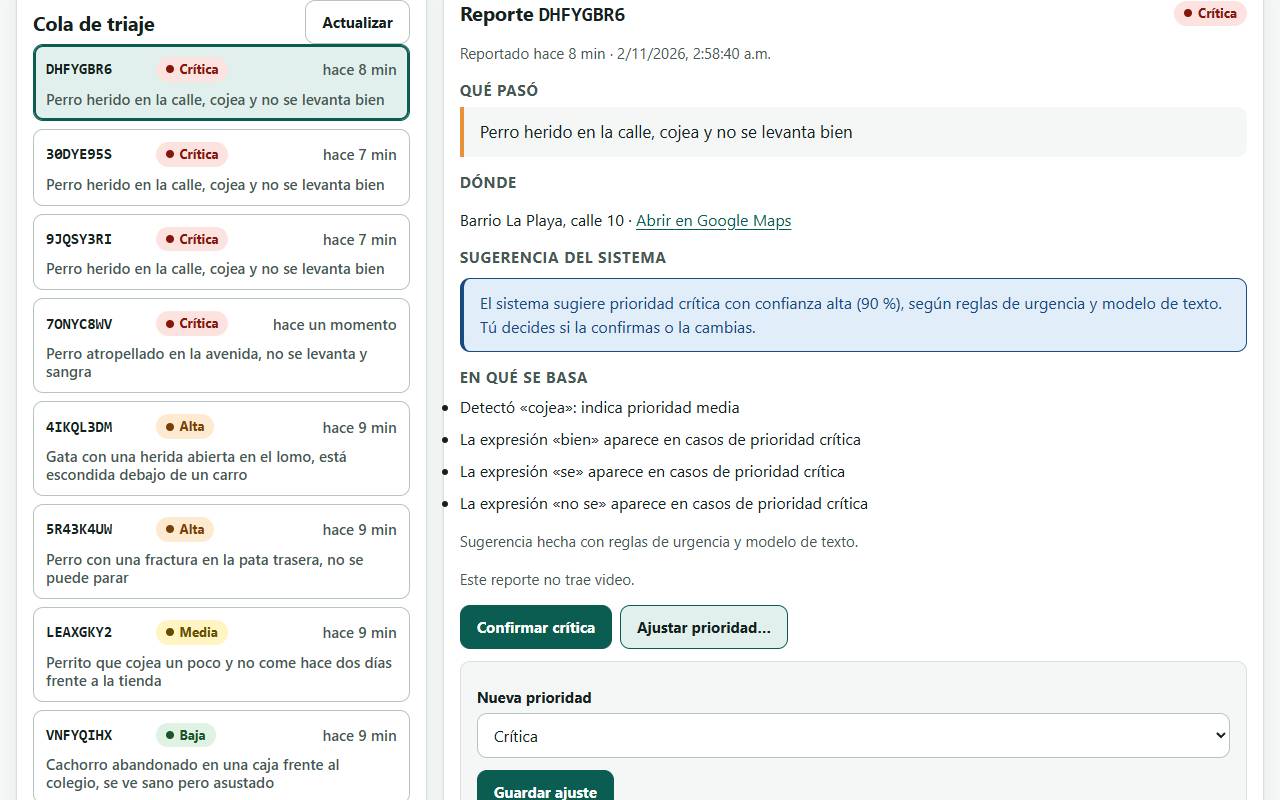 Cola de triaje
Actualizar
DHFYGBR6 Crítica hace 8 min
Perro herido en la calle, cojea y no se levanta bien
30DYE95S Crítica hace 7 min
Perro herido en la calle, cojea y no se levanta bien
9JQSY3RI Crítica hace 7 min
Perro herido en la calle, cojea y no se levanta bien
7ONYC8WV Crítica hace un momento
Perro atropellado en la avenida, no se levanta y
sangra
4IKQL3DM Alta hace 9 min
Gata con una herida abierta en el lomo, está
escondida debajo de un carro
5R43K4UW Alta hace 9 min
Perro con una fractura en la pata trasera, no se
puede parar
LEAXGKY2 Media hace 9 min
Perrito que cojea un poco y no come hace dos días
frente a la tienda
VNFYQIHX Baja hace 9 min
Cachorro abandonado en una caja frente al
colegio, se ve sano pero asustado
Reporte DHFYGBR6 Crítica
Reportado hace 8 min · 2/11/2026, 2:58:40 a.m.
QUÉ PASÓ
Perro herido en la calle, cojea y no se levanta bien
DÓNDE
Barrio La Playa, calle 10 · Abrir en Google Maps
SUGERENCIA DEL SISTEMA
El sistema sugiere prioridad crítica con confianza alta (90 %), según reglas de urgencia y modelo de texto.
Tú decides si la confirmas o la cambias.
EN QUÉ SE BASA
Detectó «cojea»: indica prioridad media
La expresión «bien» aparece en casos de prioridad crítica
La expresión «se» aparece en casos de prioridad crítica
La expresión «no se» aparece en casos de prioridad crítica
Sugerencia hecha con reglas de urgencia y modelo de texto.
Este reporte no trae video.
Confirmar crítica Ajustar prioridad...
Nueva prioridad
Crítica
Guardar ajuste